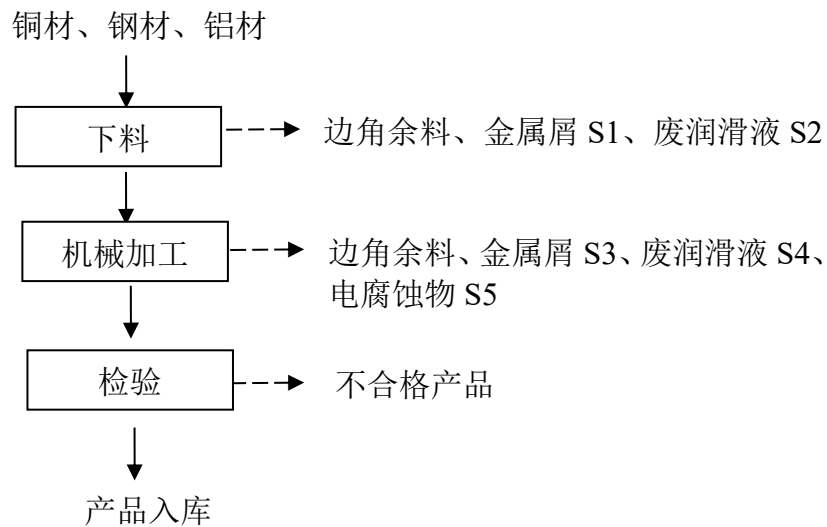 铜材、钢材、铝材
下料
边角余料、金属屑 S1、废润滑液 S2
机械加工
边角余料、金属屑 S3、废润滑液 S4、
电腐蚀物 S5
检验
不合格产品
产品入库